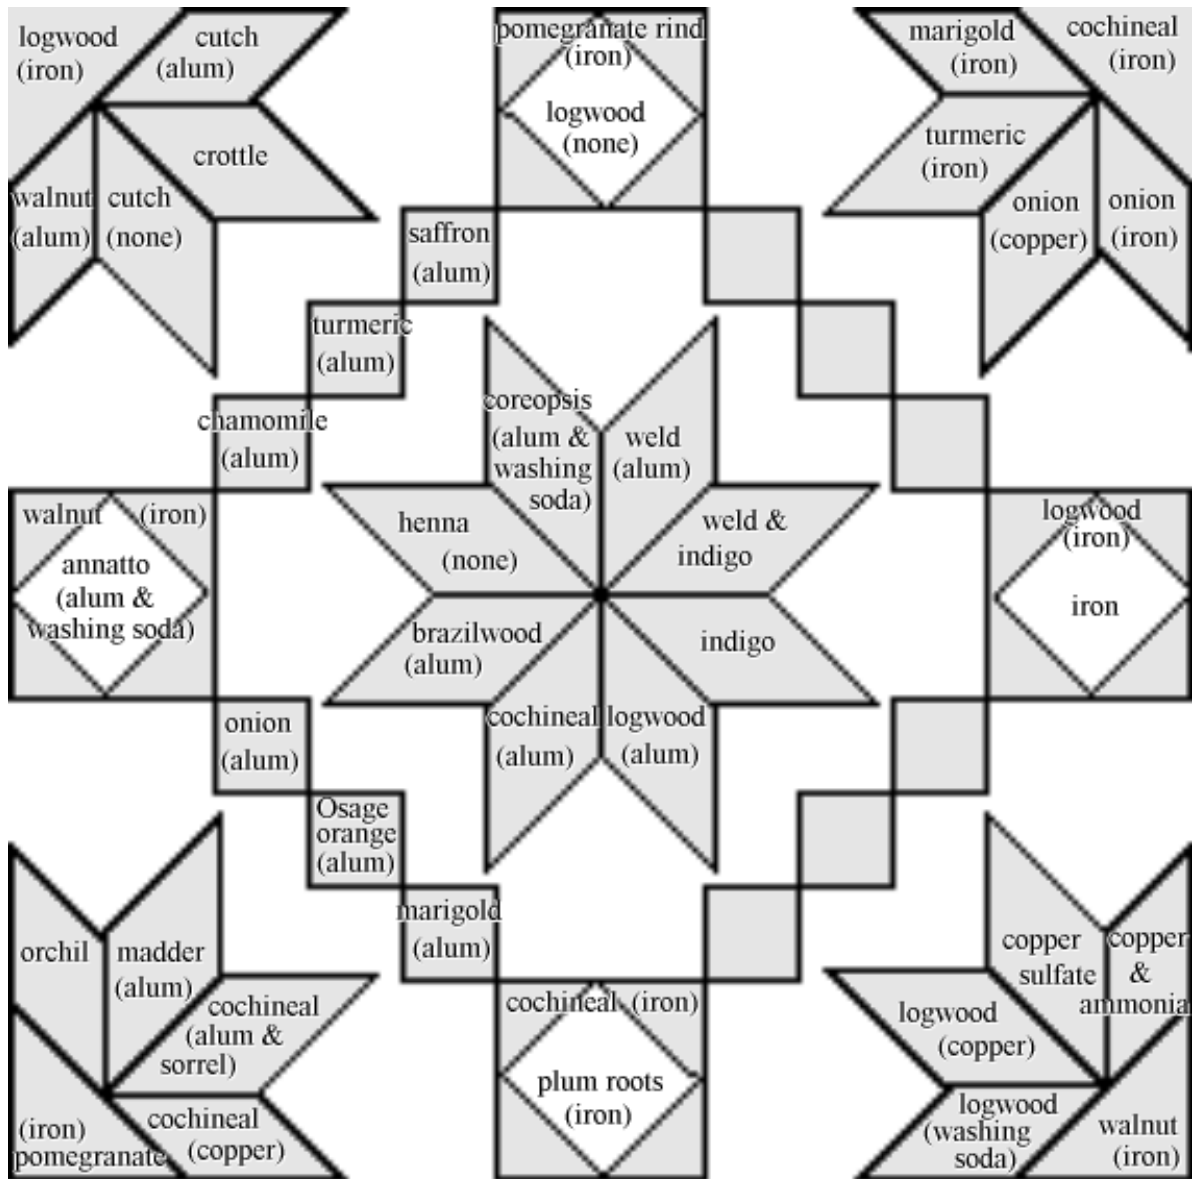 logwood
(iron)
cutch
(alum)
crottle
walnut
(alum)
cutch
(none)
pomegranate rind
(iron)
logwood
(none)
marigold
(iron)
cochineal
(iron)
turmeric
(iron)
onion
(copper)
onion
(iron)
saffron
(alum)
turmeric
(alum)
chamomile
(alum)
coreopsis
(alum &
washing
soda)
weld
(alum)
henna
(none)
weld &
indigo
walnut (iron)
annatto
(alum &
washing soda)
logwood
(iron)
iron
brazilwood
(alum)
indigo
cochineal
(alum)
logwood
(alum)
onion
(alum)
Osage
orange
(alum)
marigold
(alum)
orchil
madder
(alum)
cochineal
(alum &
sorrel)
(iron)
pomegranate
cochineal
(copper)
cochineal (iron)
plum roots
(iron)
copper
sulfate
copper
&
ammonia
logwood
(copper)
logwood
(washing
soda)
walnut
(iron)